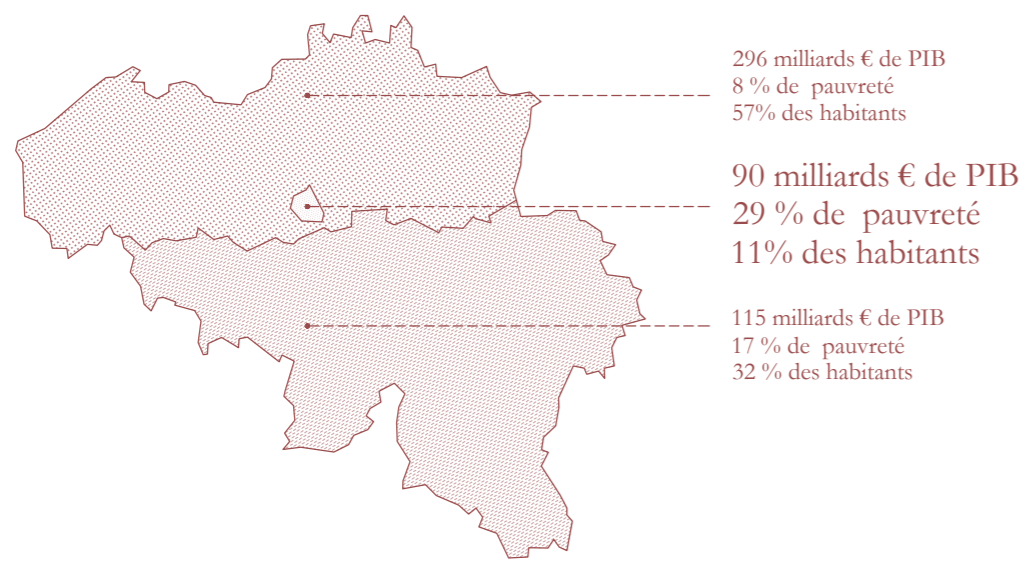 296 milliards € de PIB
8 % de pauvreté
57% des habitants
90 milliards € de PIB
29 % de pauvreté
11% des habitants
115 milliards € de PIB
17 % de pauvreté
32 % des habitants